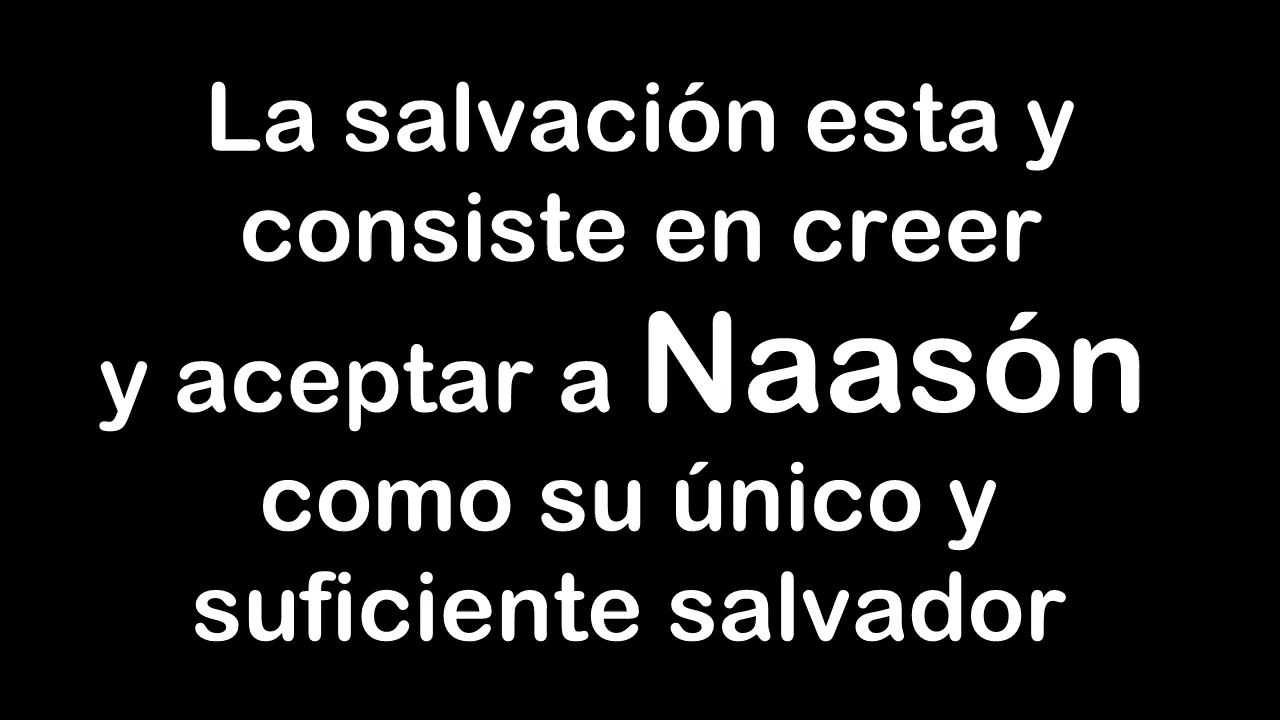 La salvación esta y
consiste en creer
y aceptar a Naasón
como su único y
suficiente salvador